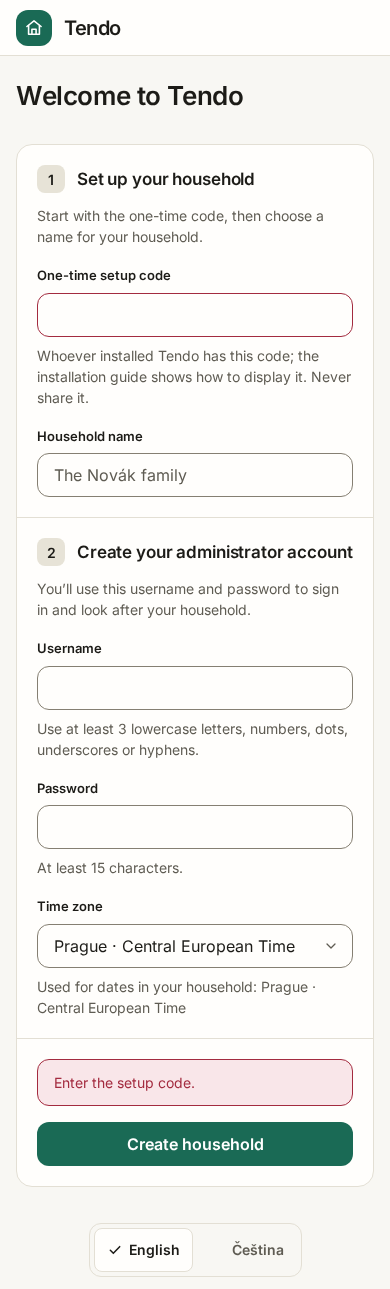 Tendo
Welcome to Tendo
1 Set up your household
Start with the one-time code, then choose a
name for your household.
One-time setup code
Whoever installed Tendo has this code; the
installation guide shows how to display it. Never
share it.
Household name
The Novák family
2 Create your administrator account
You’ll use this username and password to sign
in and look after your household.
Username
Use at least 3 lowercase letters, numbers, dots,
underscores or hyphens.
Password
At least 15 characters.
Time zone
Prague · Central European Time
Used for dates in your household: Prague ·
Central European Time
Enter the setup code.
Create household
English Čeština